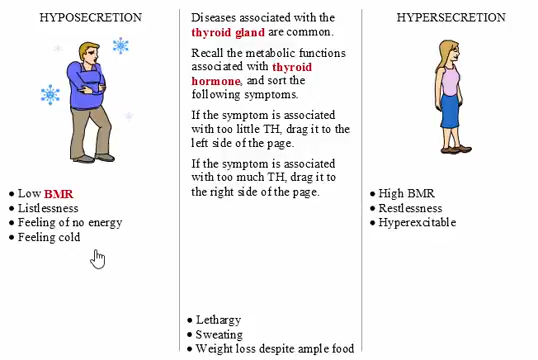 HYPOSECRETION
● Low BMR
● Listlessness
● Feeling of no energy
● Feeling cold
Diseases associated with the
thyroid gland are common.
Recall the metabolic functions
associated with thyroid
hormone, and sort the
following symptoms.
If the symptom is associated
with too little TH, drag it to the
left side of the page.
If the symptom is associated
with too much TH, drag it to
the right side of the page.
● Lethargy
● Sweating
● Weight loss despite ample food
HYPERSECRETION
● High BMR
● Restlessness
● Hyperexcitable